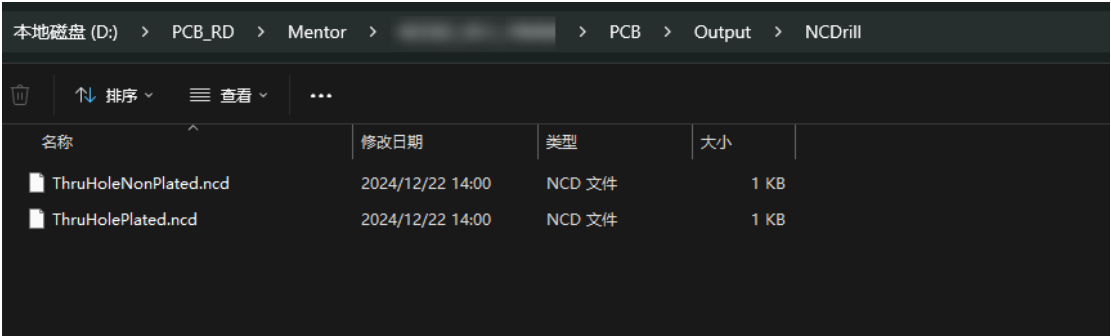 本地磁盘 (D:) > PCB_RD > Mentor > > PCB > Output > NCDrill
排序 查看 •••
名称 修改日期 类型 大小
ThruHoleNonPlated.ncd 2024/12/22 14:00 NCD 文件 1 KB
ThruHolePlated.ncd 2024/12/22 14:00 NCD 文件 1 KB